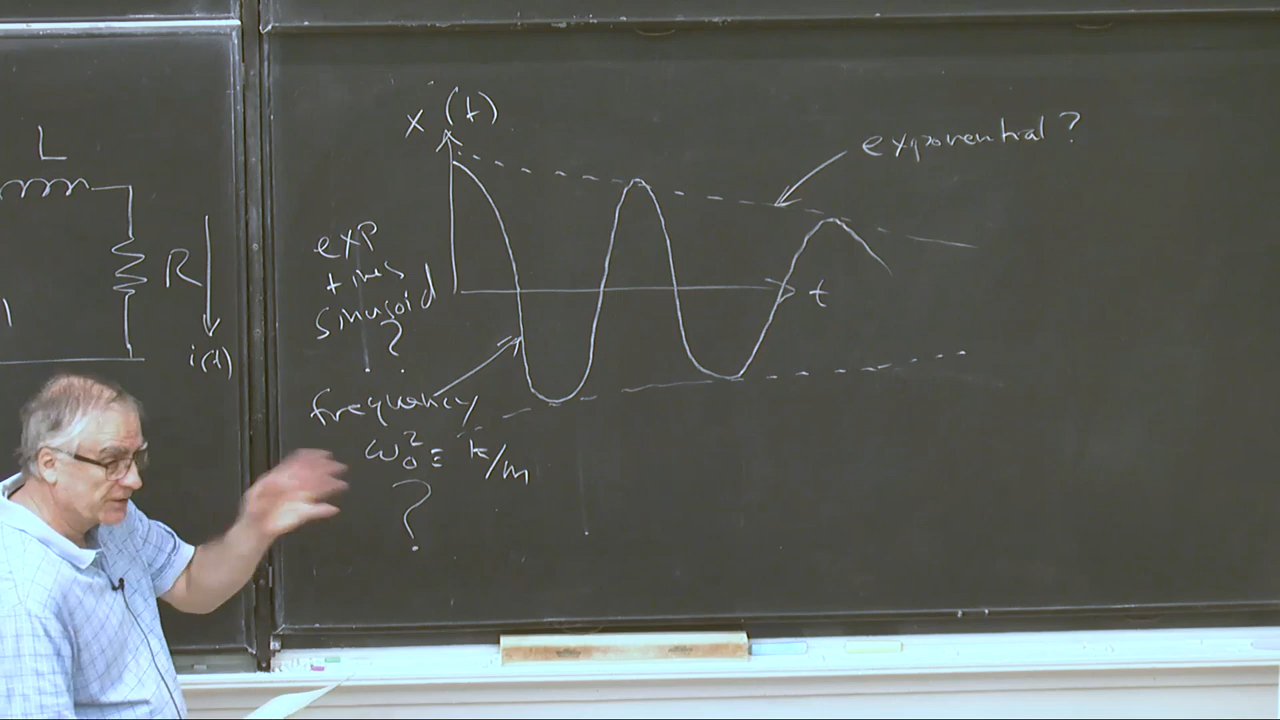 L
R
i(t)
x (t)
exponential?
exp
times
sinusoid
?
t
frequency
ω₀² = k/m
?